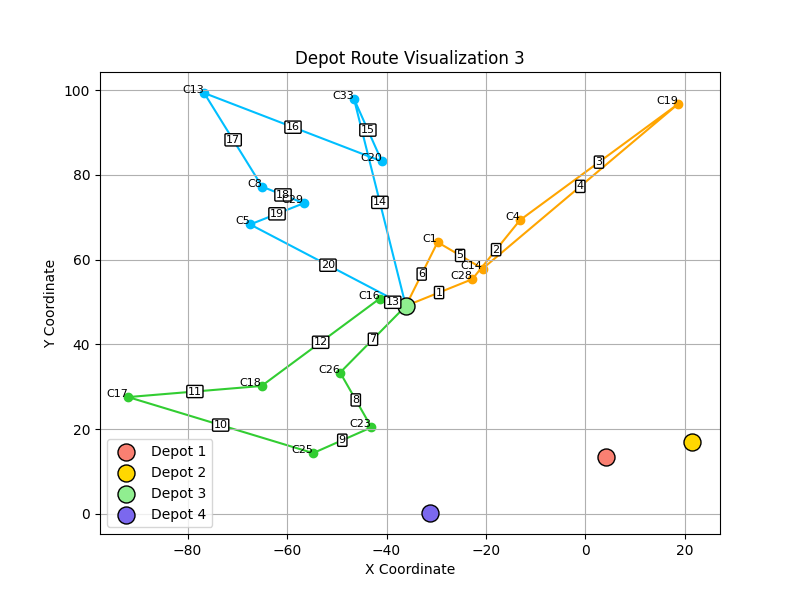 Depot Route Visualization 3
Y Coordinate
100
80
60
40
20
0
−80
−60
−40
−20
0
20
X Coordinate
C13
C33
C19
C20
C8
C29
C5
C4
C1
C14
C28
C16
C26
C18
C17
C23
C25
1
2
3
4
5
6
7
8
9
10
11
12
13
14
15
16
17
18
19
20
Depot 1
Depot 2
Depot 3
Depot 4